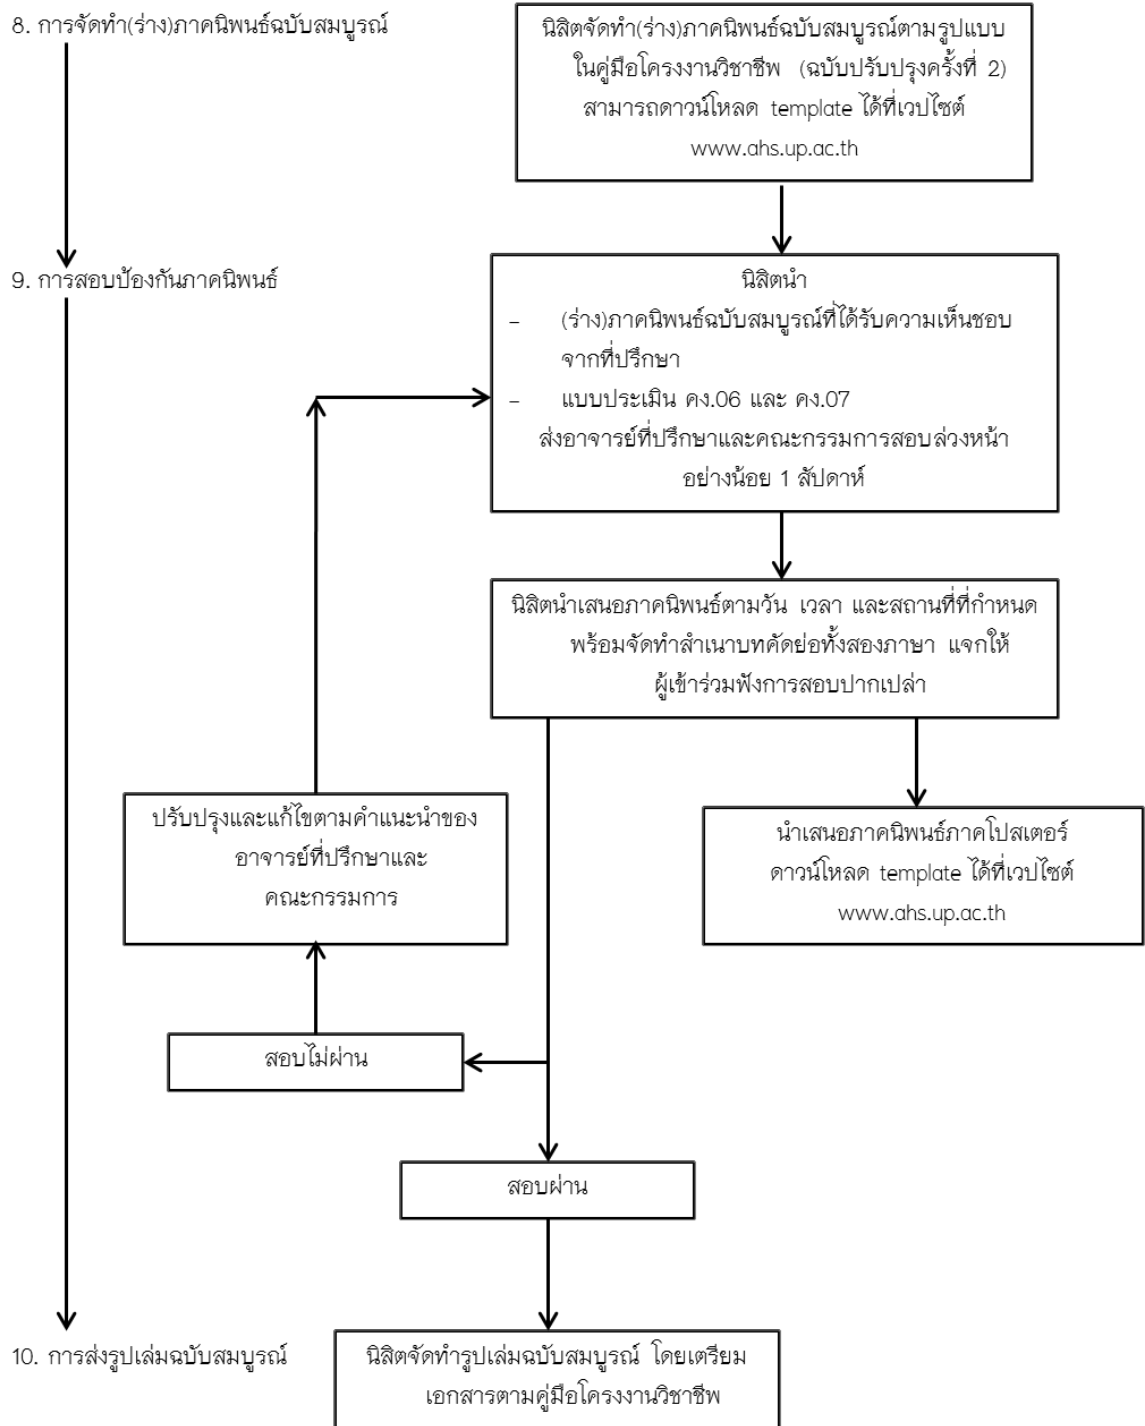 8. การจัดทำ(ร่าง)ภาคนิพนธ์ฉบับสมบูรณ์
นิสิตจัดทำ(ร่าง)ภาคนิพนธ์ฉบับสมบูรณ์ตามรูปแบบ
ในคู่มือโครงงานวิชาชีพ (ฉบับปรับปรุงครั้งที่ 2)
สามารถดาวน์โหลด template ได้ที่เวปไซต์
www.ahs.up.ac.th
9. การสอบป้องกันภาคนิพนธ์
นิสิตนำ
– (ร่าง)ภาคนิพนธ์ฉบับสมบูรณ์ที่ได้รับความเห็นชอบ
จากที่ปรึกษา
– แบบประเมิน คง.06 และ คง.07
ส่งอาจารย์ที่ปรึกษาและคณะกรรมการสอบล่วงหน้า
อย่างน้อย 1 สัปดาห์
นิสิตนำเสนอภาคนิพนธ์ตามวัน เวลา และสถานที่ที่กำหนด
พร้อมจัดทำสำเนาบทคัดย่อทั้งสองภาษา แจกให้
ผู้เข้าร่วมฟังการสอบปากเปล่า
ปรับปรุงและแก้ไขตามคำแนะนำของ
อาจารย์ที่ปรึกษาและ
คณะกรรมการ
นำเสนอภาคนิพนธ์ภาคโปสเตอร์
ดาวน์โหลด template ได้ที่เวปไซต์
www.ahs.up.ac.th
สอบไม่ผ่าน
สอบผ่าน
10. การส่งรูปเล่มฉบับสมบูรณ์
นิสิตจัดทำรูปเล่มฉบับสมบูรณ์ โดยเตรียม
เอกสารตามคู่มือโครงงานวิชาชีพ